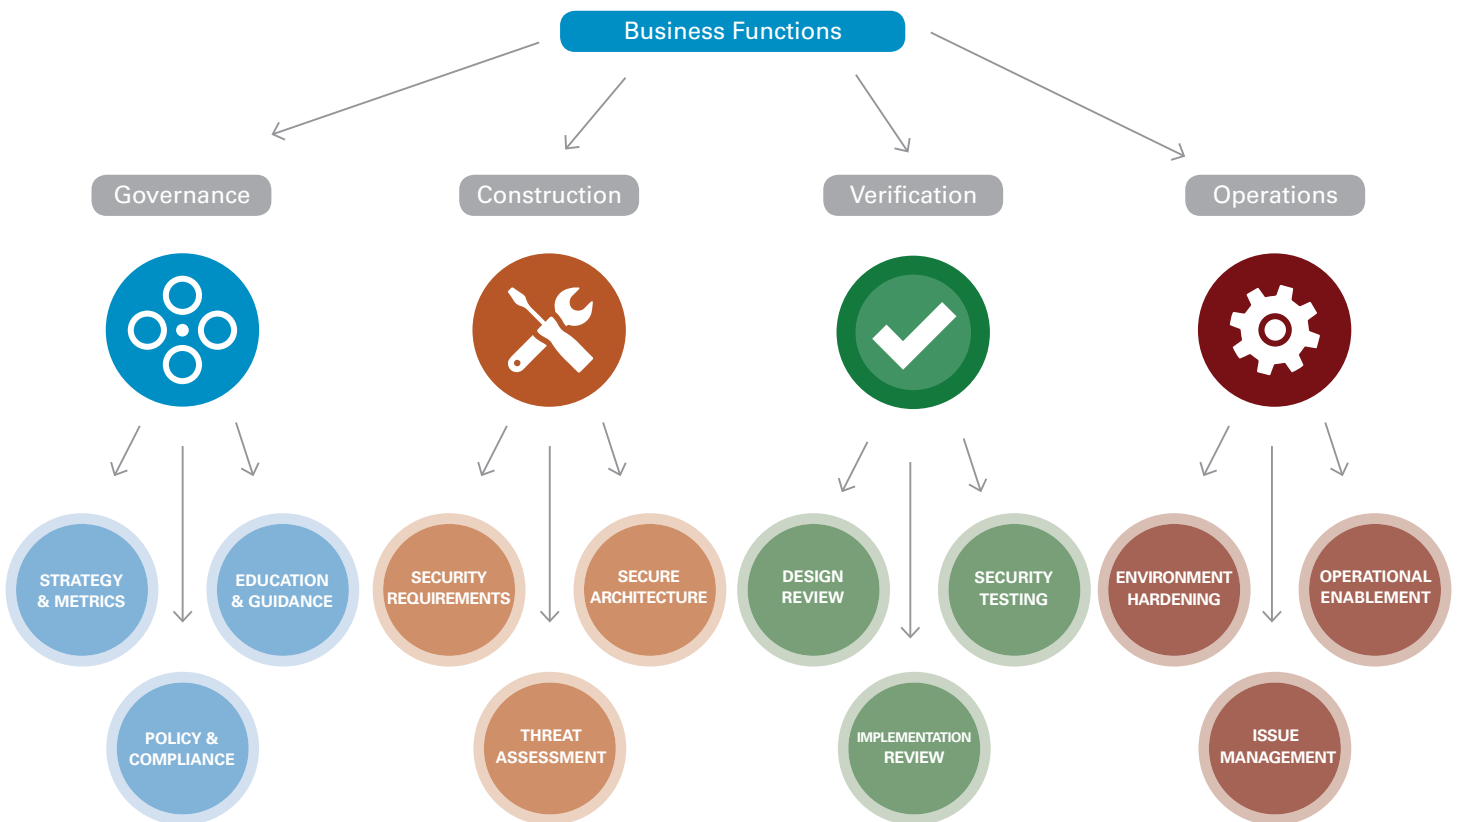 Business Functions
Governance
Construction
Verification
Operations
STRATEGY
& METRICS
EDUCATION
& GUIDANCE
POLICY &
COMPLIANCE
SECURITY
REQUIREMENTS
SECURE
ARCHITECTURE
THREAT
ASSESSMENT
DESIGN
REVIEW
SECURITY
TESTING
IMPLEMENTATION
REVIEW
ENVIRONMENT
HARDENING
OPERATIONAL
ENABLEMENT
ISSUE
MANAGEMENT